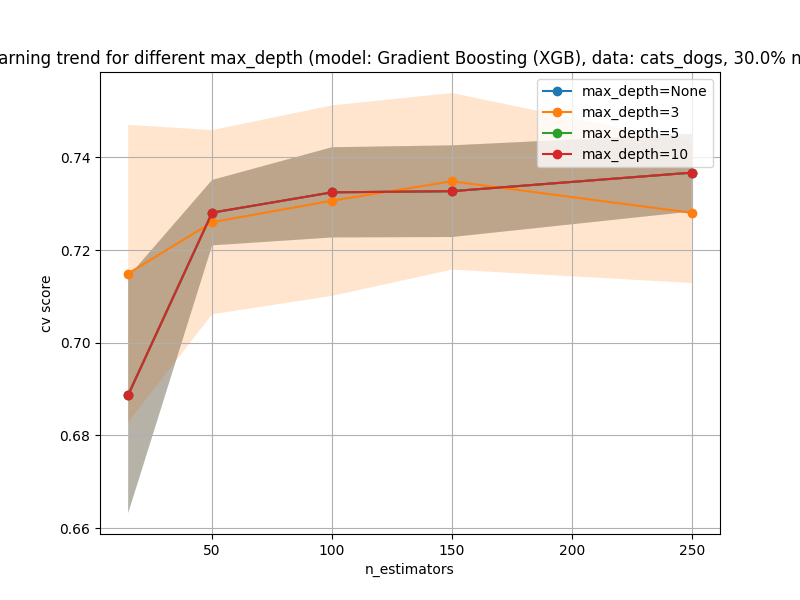 arning trend for different max_depth (model: Gradient Boosting (XGB), data: cats_dogs, 30.0% n
max_depth=None
max_depth=3
max_depth=5
max_depth=10
cv score
0.74
0.72
0.70
0.68
0.66
50 100 150 200 250
n_estimators